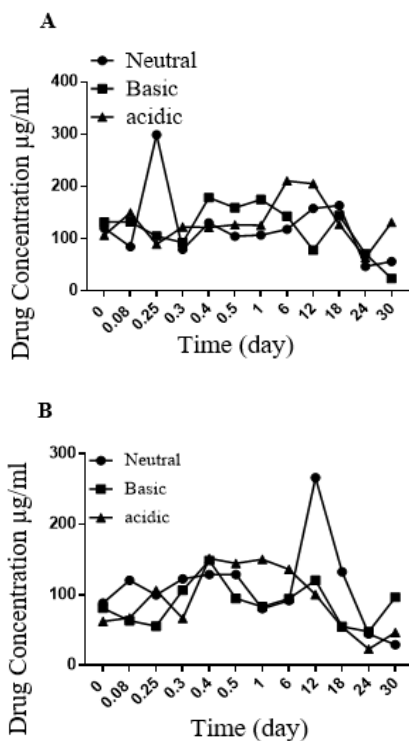 A
Neutral
Basic
acidic
Drug Concentration µg/ml
400
300
200
100
0
0 0.08 0.25 0.3 0.4 0.5 1 6 12 18 24 30
Time (day)
B
Neutral
Basic
acidic
Drug Concentration µg/ml
300
200
100
0
0 0.08 0.25 0.3 0.4 0.5 1 6 12 18 24 30
Time (day)